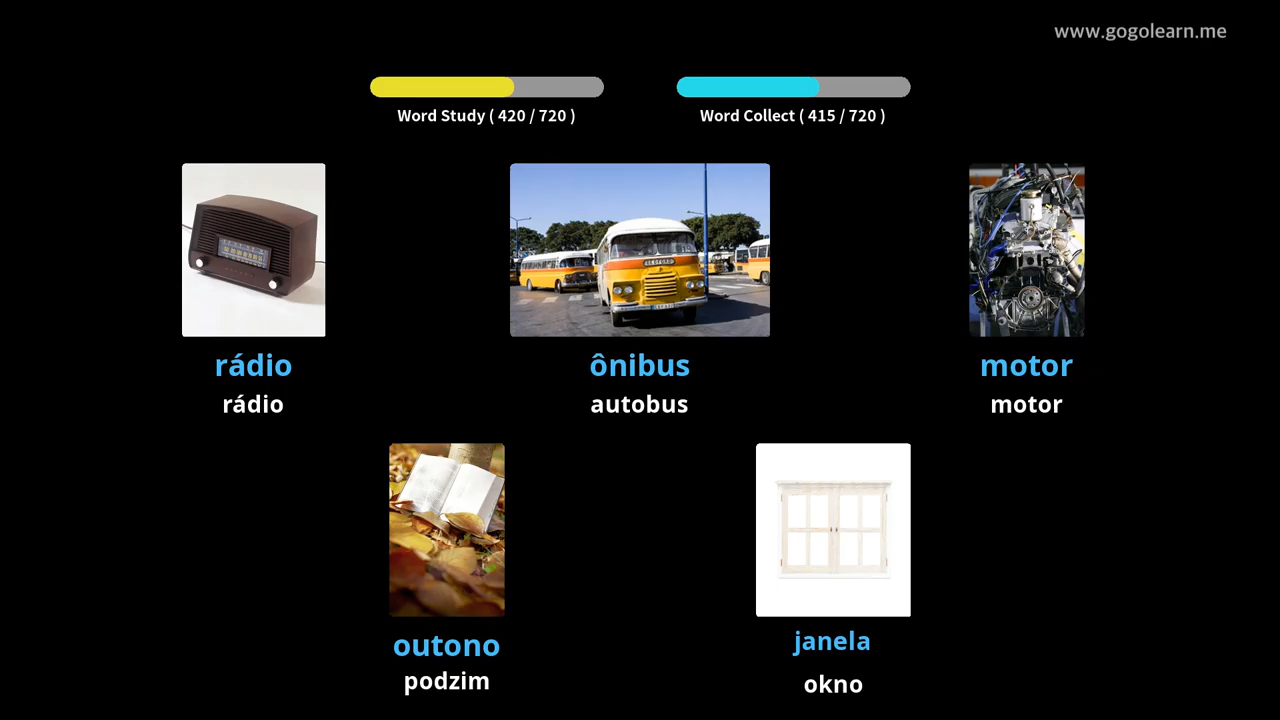 www.gogolearn.me
Word Study ( 420 / 720 )
Word Collect ( 415 / 720 )
rádio
rádio
ônibus
autobus
motor
motor
outono
podzim
janela
okno